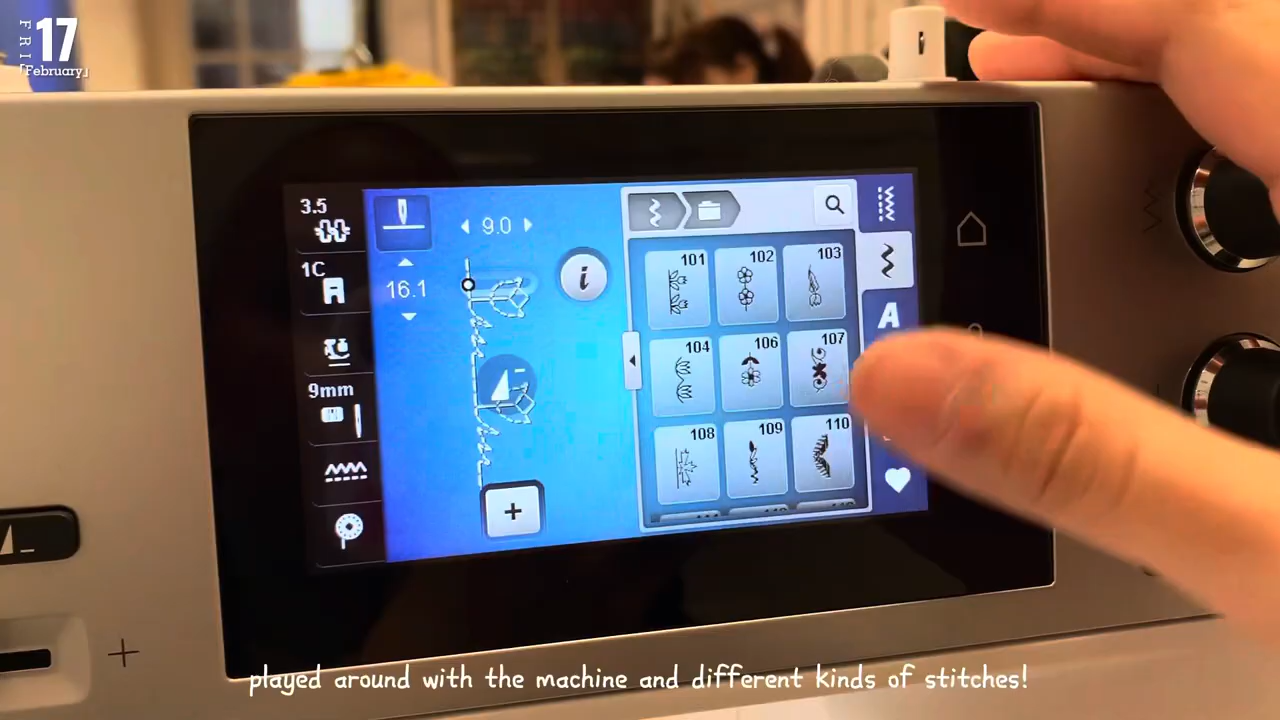 FRI 17
「February」
3.5
1C
9mm
9.0
16.1
i
+
101 102 103
104 106 107
108 109 110
A
+
played around with the machine and different kinds of stitches!